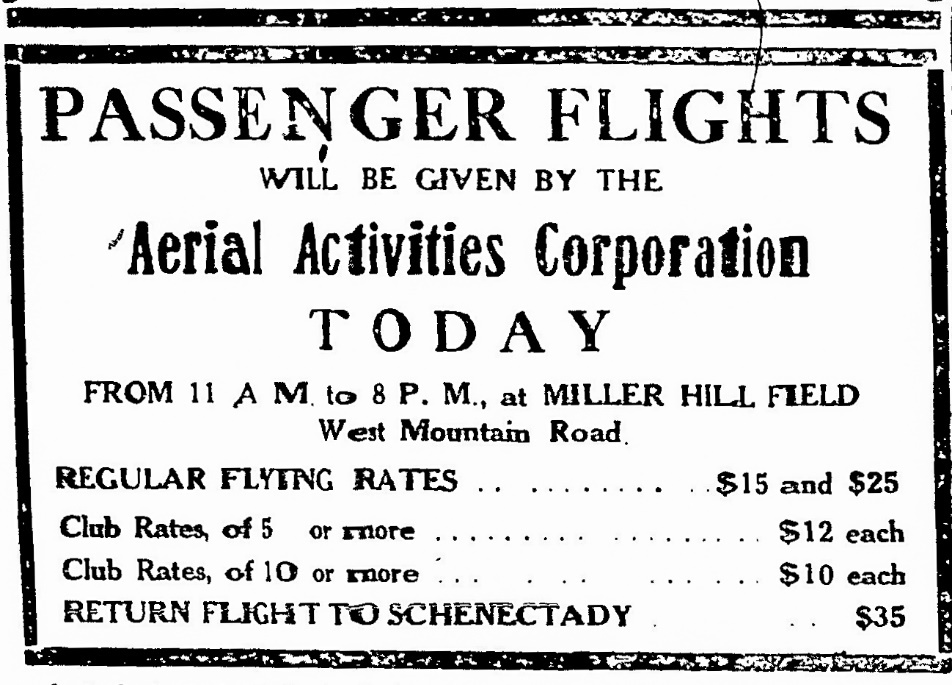 PASSENGER FLIGHTS
WILL BE GIVEN BY THE
Aerial Activities Corporation
TODAY
FROM 11 A M. to 8 P. M., at MILLER HILL FIELD
West Mountain Road.
REGULAR FLYING RATES .. ......... ..$15 and $25
Club Rates, of 5 or more ..................... $12 each
Club Rates, of 10 or more ... . . . ...... $10 each
RETURN FLIGHT TO SCHENECTADY . . . $35